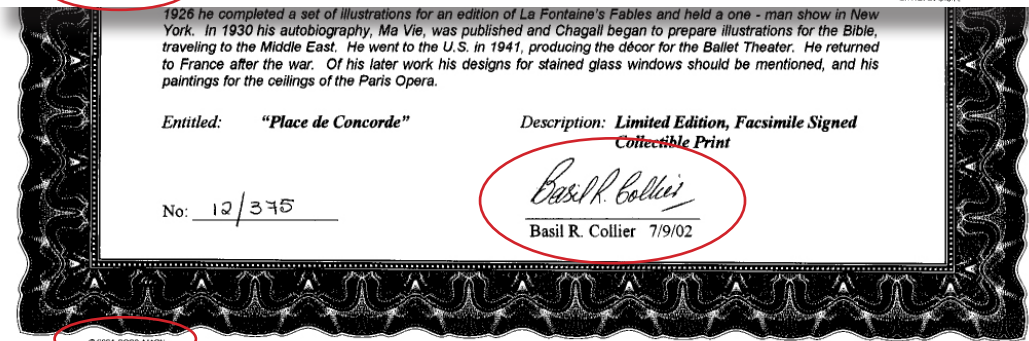 1926 he completed a set of illustrations for an edition of La Fontaine's Fables and held a one - man show in New
York. In 1930 his autobiography, Ma Vie, was published and Chagall began to prepare illustrations for the Bible,
traveling to the Middle East. He went to the U.S. in 1941, producing the décor for the Ballet Theater. He returned
to France after the war. Of his later work his designs for stained glass windows should be mentioned, and his
paintings for the ceilings of the Paris Opera.
Entitled: "Place de Concorde" Description: Limited Edition, Facsimile Signed
Collectible Print
Basil R. Collier
No: 12/375
Basil R. Collier 7/9/02